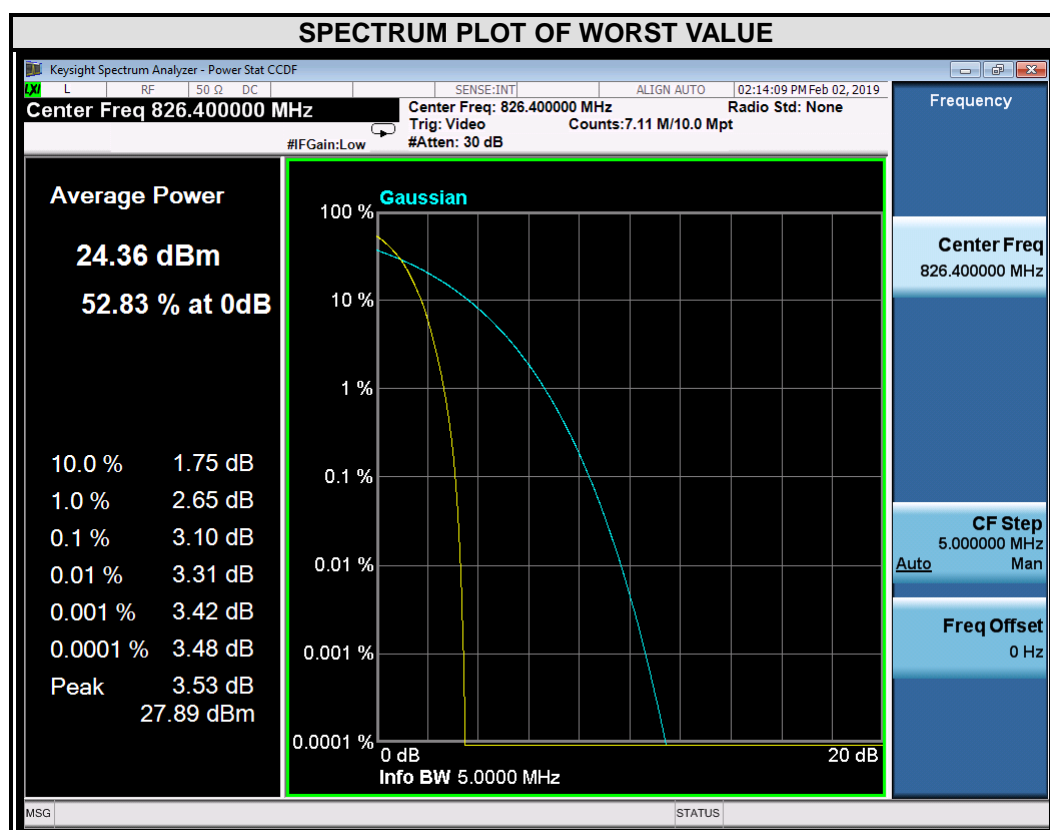 SPECTRUM PLOT OF WORST VALUE
Keysight Spectrum Analyzer - Power Stat CCDF
LXI L RF 50 Ω DC SENSE:INT ALIGN AUTO 02:14:09 PM Feb 02, 2019
Center Freq 826.400000 MHz
Center Freq: 826.400000 MHz Radio Std: None
Trig: Video Counts:7.11 M/10.0 Mpt
#IFGain:Low #Atten: 30 dB
Average Power
24.36 dBm
52.83 % at 0dB
10.0 % 1.75 dB
1.0 % 2.65 dB
0.1 % 3.10 dB
0.01 % 3.31 dB
0.001 % 3.42 dB
0.0001 % 3.48 dB
Peak 3.53 dB
27.89 dBm
Gaussian
100 %
10 %
1 %
0.1 %
0.01 %
0.001 %
0.0001 %
0 dB 20 dB
Info BW 5.0000 MHz
Frequency
Center Freq
826.400000 MHz
CF Step
5.000000 MHz
Auto Man
Freq Offset
0 Hz
MSG STATUS